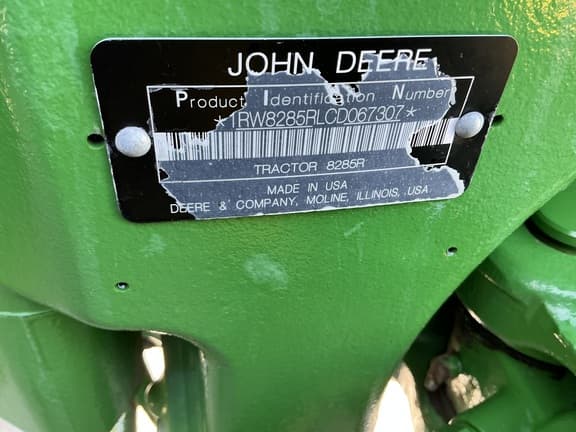 JOHN DEERE
Product Identification Number
*1RW8285RLCD067307*
TRACTOR 8285R
MADE IN USA
DEERE & COMPANY, MOLINE, ILLINOIS, USA